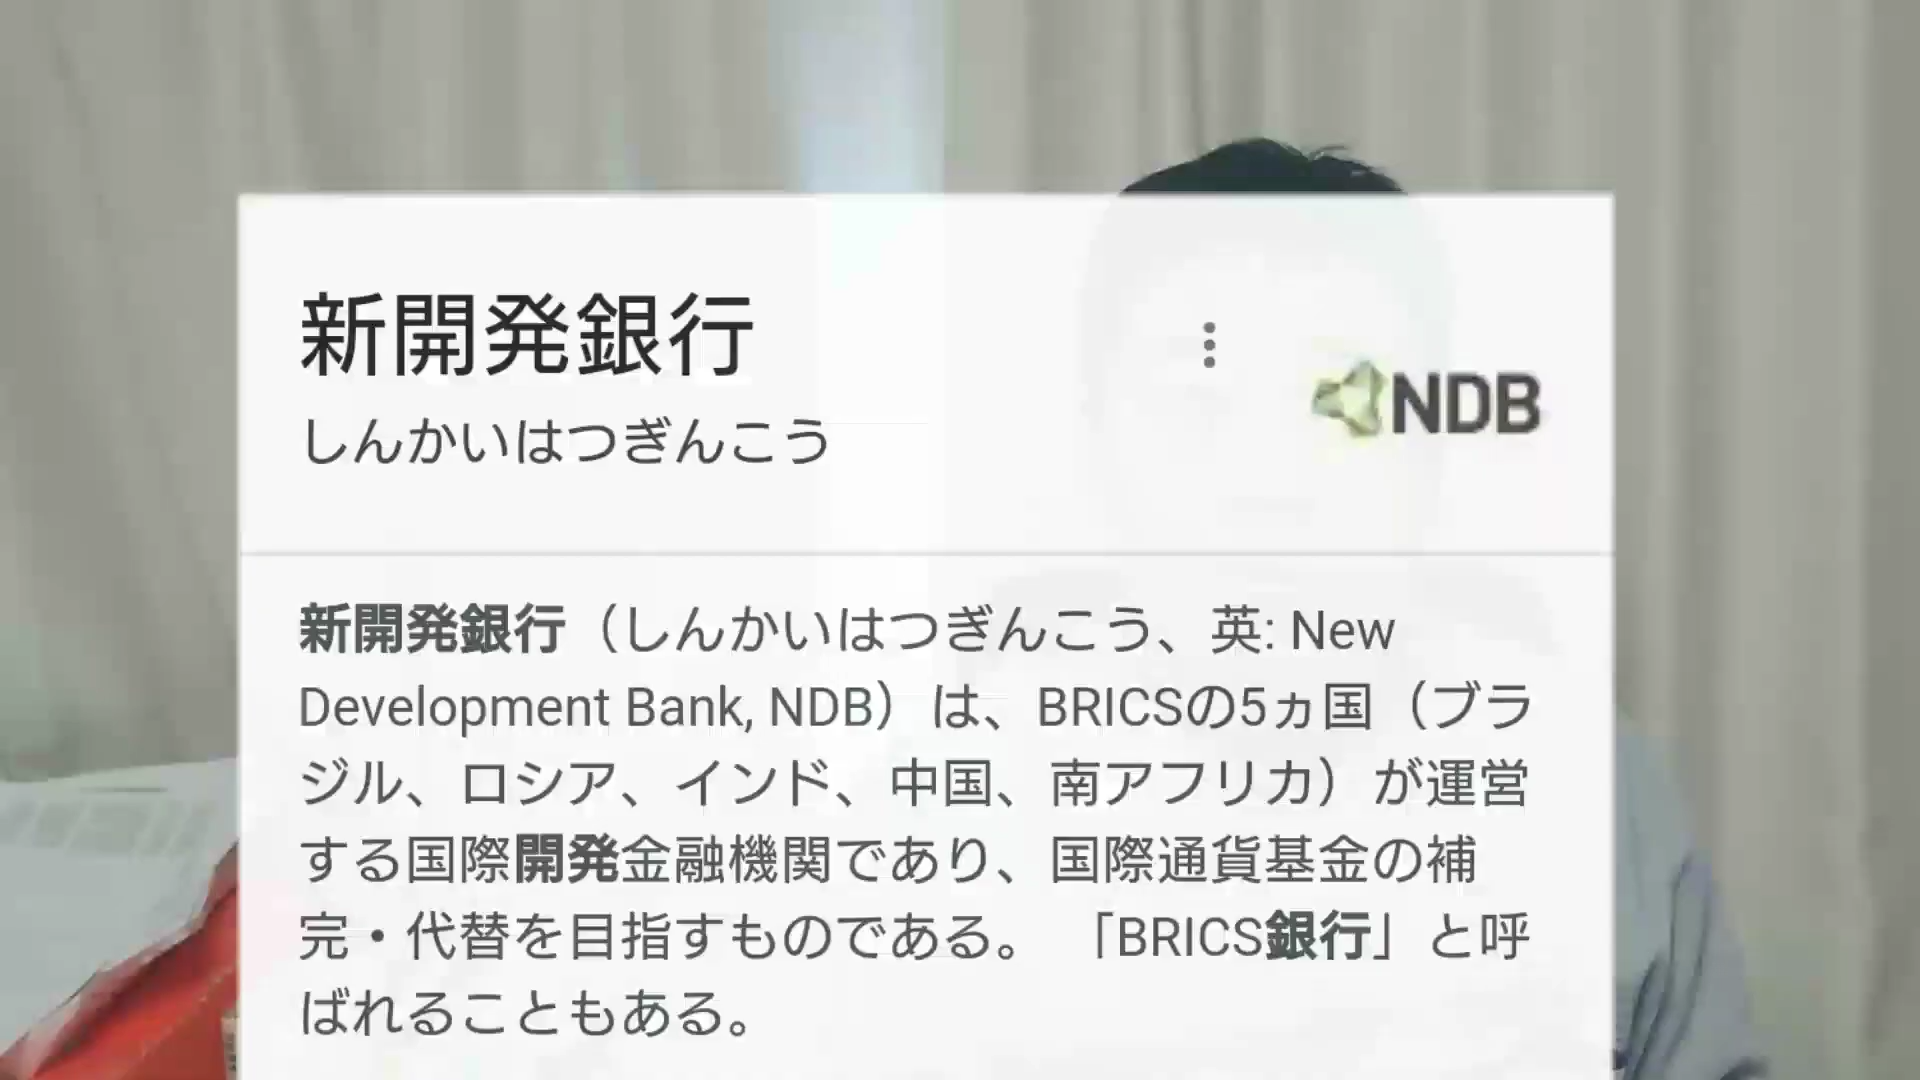 新開発銀行
しんかいはつぎんこう
NDB
新開発銀行（しんかいはつぎんこう、英: New
Development Bank, NDB）は、BRICSの5ヵ国（ブラ
ジル、ロシア、インド、中国、南アフリカ）が運営
する国際開発金融機関であり、国際通貨基金の補
完・代替を目指すものである。 「BRICS銀行」と呼
ばれることもある。